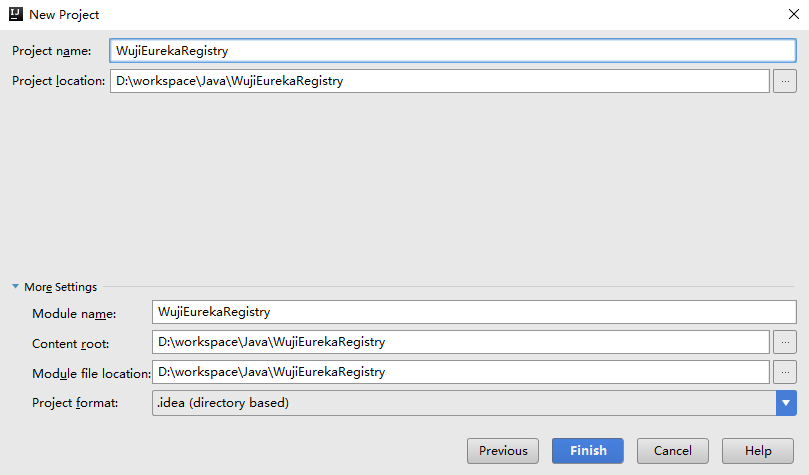 New Project
Project name: WujiEurekaRegistry
Project location: D:\workspace\Java\WujiEurekaRegistry ...
More Settings
Module name: WujiEurekaRegistry
Content root: D:\workspace\Java\WujiEurekaRegistry ...
Module file location: D:\workspace\Java\WujiEurekaRegistry ...
Project format: .idea (directory based)
Previous Finish Cancel Help